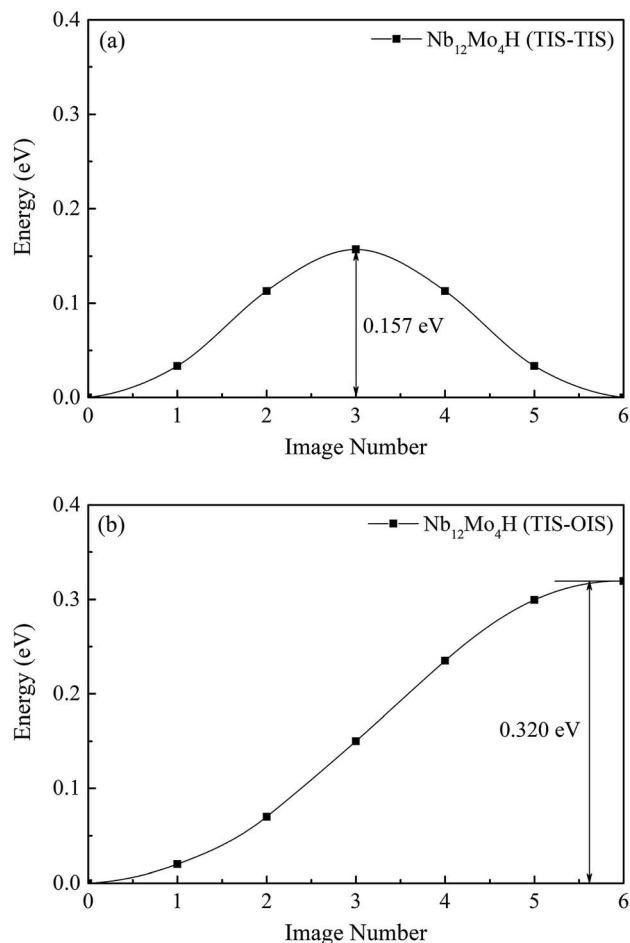 (a)
Nb₁₂Mo₄H (TIS-TIS)
0.4
0.3
0.2
0.1
0.0
Energy (eV)
0.157 eV
0 1 2 3 4 5 6
Image Number
(b)
Nb₁₂Mo₄H (TIS-OIS)
0.4
0.3
0.2
0.1
0.0
Energy (eV)
0.320 eV
0 1 2 3 4 5 6
Image Number